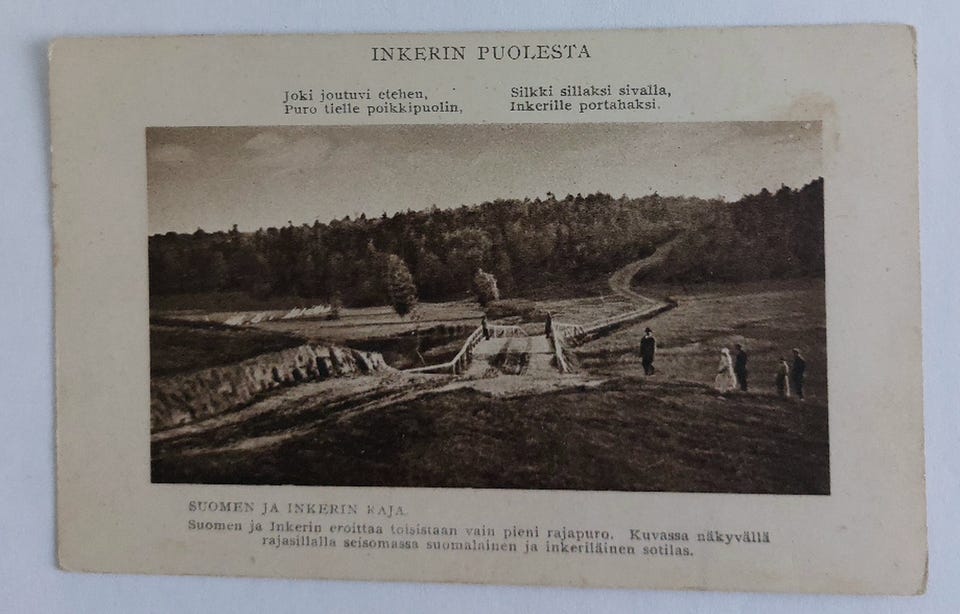 INKERIN PUOLESTA
Joki joutuvi etehen,
Puro tielle poikkipuolin,
Silkki sillaksi sivalla,
Inkerille portahaksi.
SUOMEN JA INKERIN RAJA.
Suomen ja Inkerin eroittaa toisistaan vain pieni rajapuro. Kuvassa näkyvällä
rajasillalla seisomassa suomalainen ja inkeriläinen sotilas.